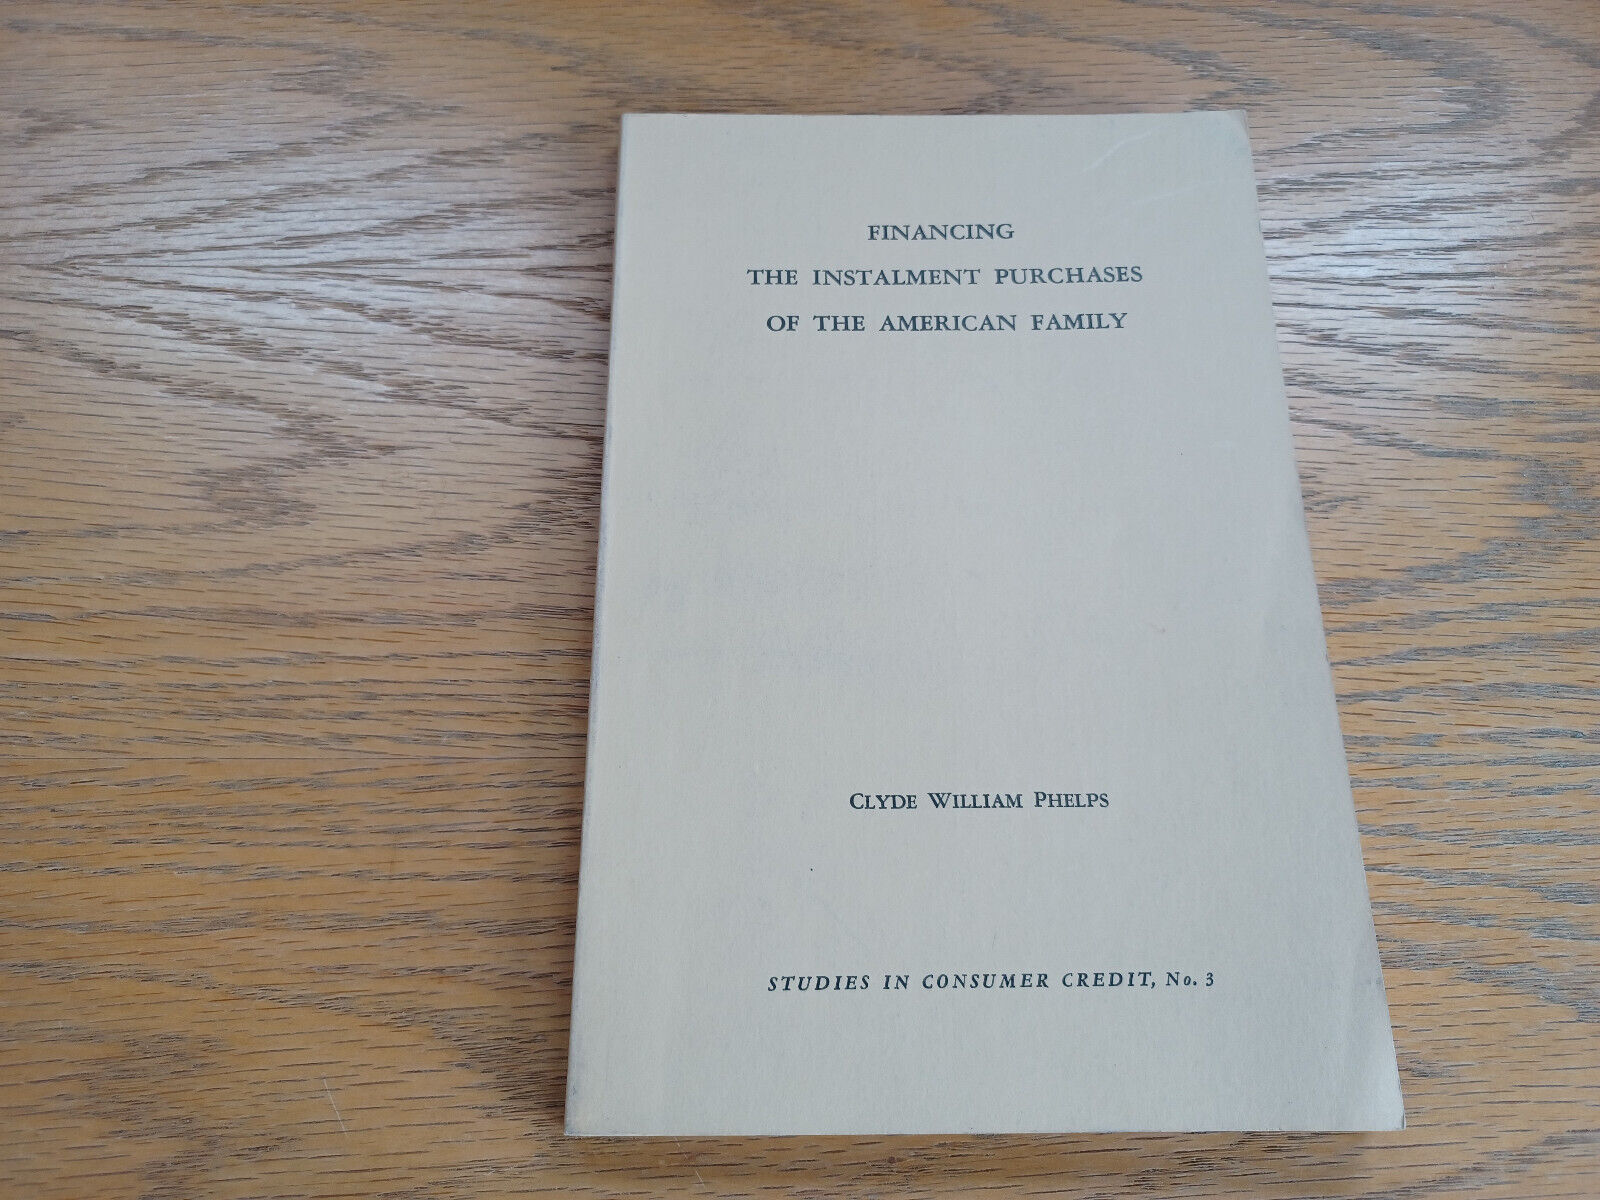 FINANCING
THE INSTALMENT PURCHASES
OF THE AMERICAN FAMILY
CLYDE WILLIAM PHELPS
STUDIES IN CONSUMER CREDIT, No. 3